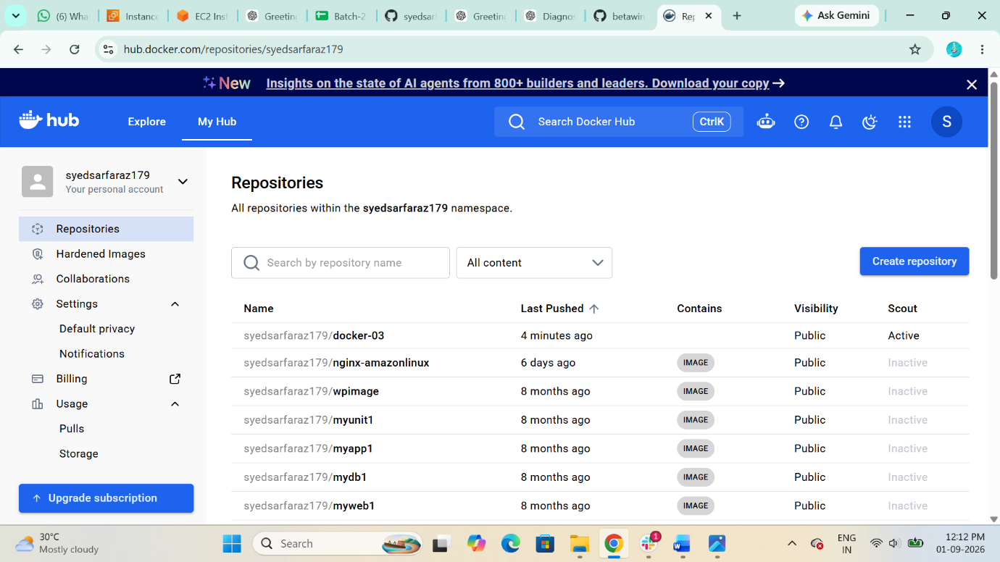 (6) Wha
Instance
EC2 Inst
Greeting
Batch-2
syedsar
Greeting
Diagnos
betawin
Rep
Ask Gemini
hub.docker.com/repositories/syedsarfaraz179
New Insights on the state of AI agents from 800+ builders and leaders. Download your copy →
hub
Explore
My Hub
Search Docker Hub
CtrlK
S
syedsarfaraz179
Your personal account
Repositories
Hardened Images
Collaborations
Settings
Default privacy
Notifications
Billing
Usage
Pulls
Storage
Upgrade subscription
Repositories
All repositories within the syedsarfaraz179 namespace.
Search by repository name
All content
Create repository
Name Last Pushed Contains Visibility Scout
syedsarfaraz179/docker-03 4 minutes ago Public Active
syedsarfaraz179/nginx-amazonlinux 6 days ago IMAGE Public Inactive
syedsarfaraz179/wpimage 8 months ago IMAGE Public Inactive
syedsarfaraz179/myunit1 8 months ago IMAGE Public Inactive
syedsarfaraz179/myapp1 8 months ago IMAGE Public Inactive
syedsarfaraz179/mydb1 8 months ago IMAGE Public Inactive
syedsarfaraz179/myweb1 8 months ago IMAGE Public Inactive
30°C
Mostly cloudy
Search
1
ENG
IN
12:12 PM
01-09-2026